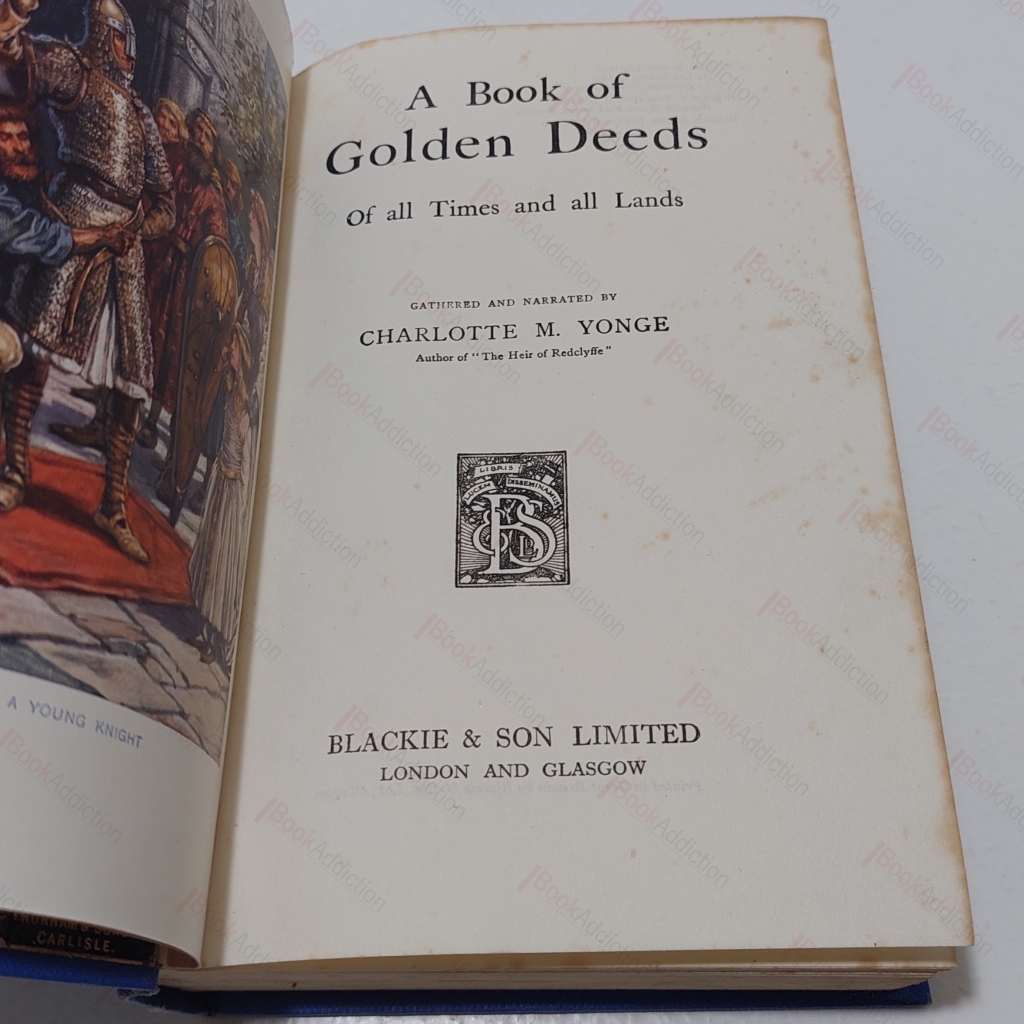 A Book of
Golden Deeds
Of all Times and all Lands
GATHERED AND NARRATED BY
CHARLOTTE M. YONGE
Author of "The Heir of Redclyffe"
LIBRIS
LUCEM DISSEMINAMUS
BLACKIE & SON LIMITED
LONDON AND GLASGOW
A YOUNG KNIGHT
CARLISLE.
BookAddiction